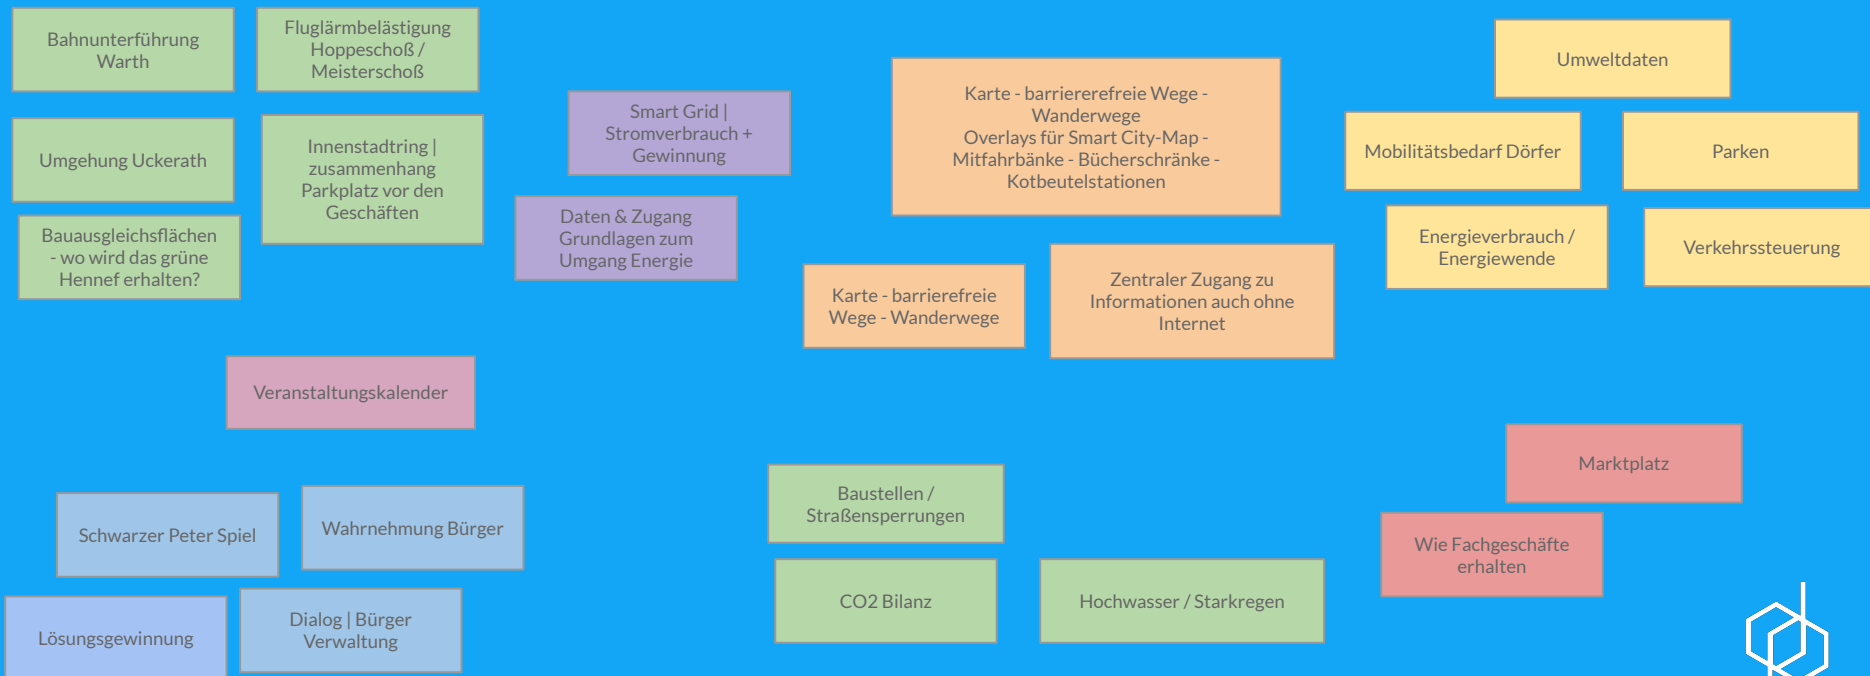 Bahnunterführung
Warth
Fluglärmbelästigung
Hoppeschoß /
Meisterschoß
Umgehung Uckerath
Innenstadtring |
zusammenhang
Parkplatz vor den
Geschäften
Bauausgleichsflächen
- wo wird das grüne
Hennef erhalten?
Smart Grid |
Stromverbrauch +
Gewinnung
Daten & Zugang
Grundlagen zum
Umgang Energie
Karte - barriererefreie Wege -
Wanderwege
Overlays für Smart City-Map -
Mitfahrbänke - Bücherschränke -
Kotbeutelstationen
Karte - barrierefreie
Wege - Wanderwege
Zentraler Zugang zu
Informationen auch ohne
Internet
Umweltdaten
Mobilitätsbedarf Dörfer
Parken
Energieverbrauch /
Energiewende
Verkehrssteuerung
Veranstaltungskalender
Schwarzer Peter Spiel
Wahrnehmung Bürger
Lösungsgewinnung
Dialog | Bürger
Verwaltung
Baustellen /
Straßensperrungen
CO2 Bilanz
Hochwasser / Starkregen
Marktplatz
Wie Fachgeschäfte
erhalten